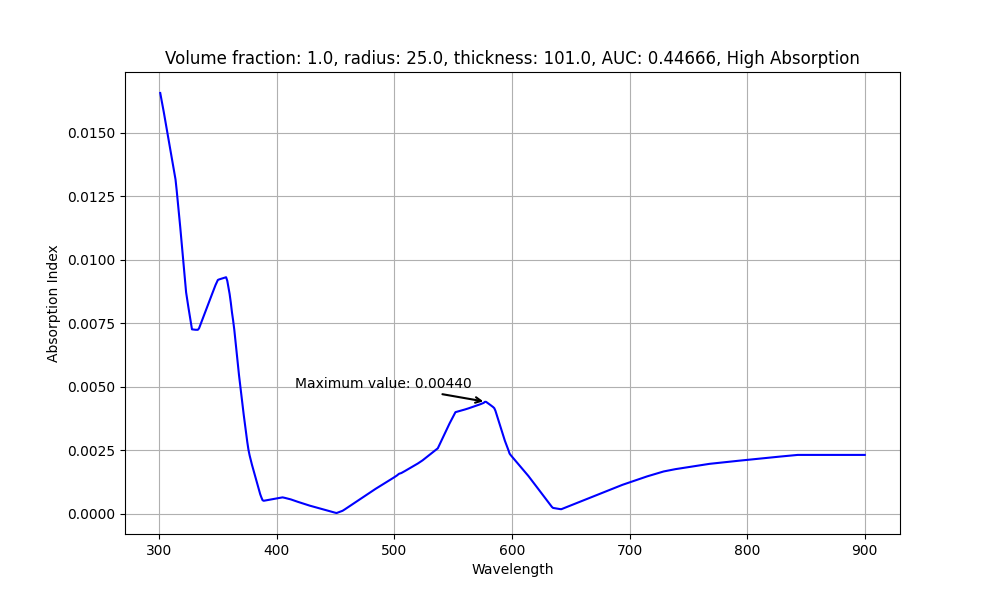 Volume fraction: 1.0, radius: 25.0, thickness: 101.0, AUC: 0.44666, High Absorption
0.0150
0.0125
0.0100
0.0075
0.0050
0.0025
0.0000
Absorption Index
Maximum value: 0.00440
300 400 500 600 700 800 900
Wavelength